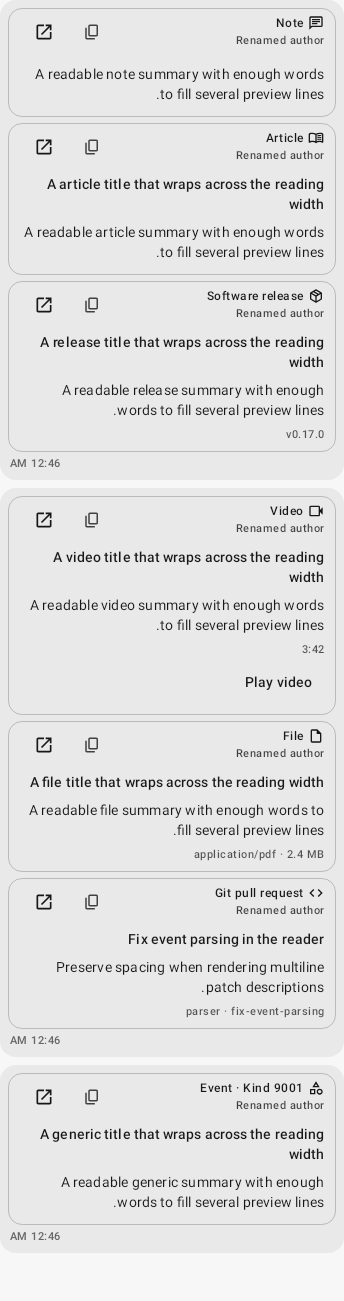 Note
Renamed author
A readable note summary with enough words
.to fill several preview lines
Article
Renamed author
A article title that wraps across the reading
width
A readable article summary with enough words
.to fill several preview lines
Software release
Renamed author
A release title that wraps across the reading
width
A readable release summary with enough
.words to fill several preview lines
v0.17.0
AM 12:46
Video
Renamed author
A video title that wraps across the reading
width
A readable video summary with enough words
.to fill several preview lines
3:42
Play video
File
Renamed author
A file title that wraps across the reading width
A readable file summary with enough words to
.fill several preview lines
application/pdf · 2.4 MB
Git pull request
Renamed author
Fix event parsing in the reader
Preserve spacing when rendering multiline
.patch descriptions
parser · fix-event-parsing
AM 12:46
Event · Kind 9001
Renamed author
A generic title that wraps across the reading
width
A readable generic summary with enough
.words to fill several preview lines
AM 12:46